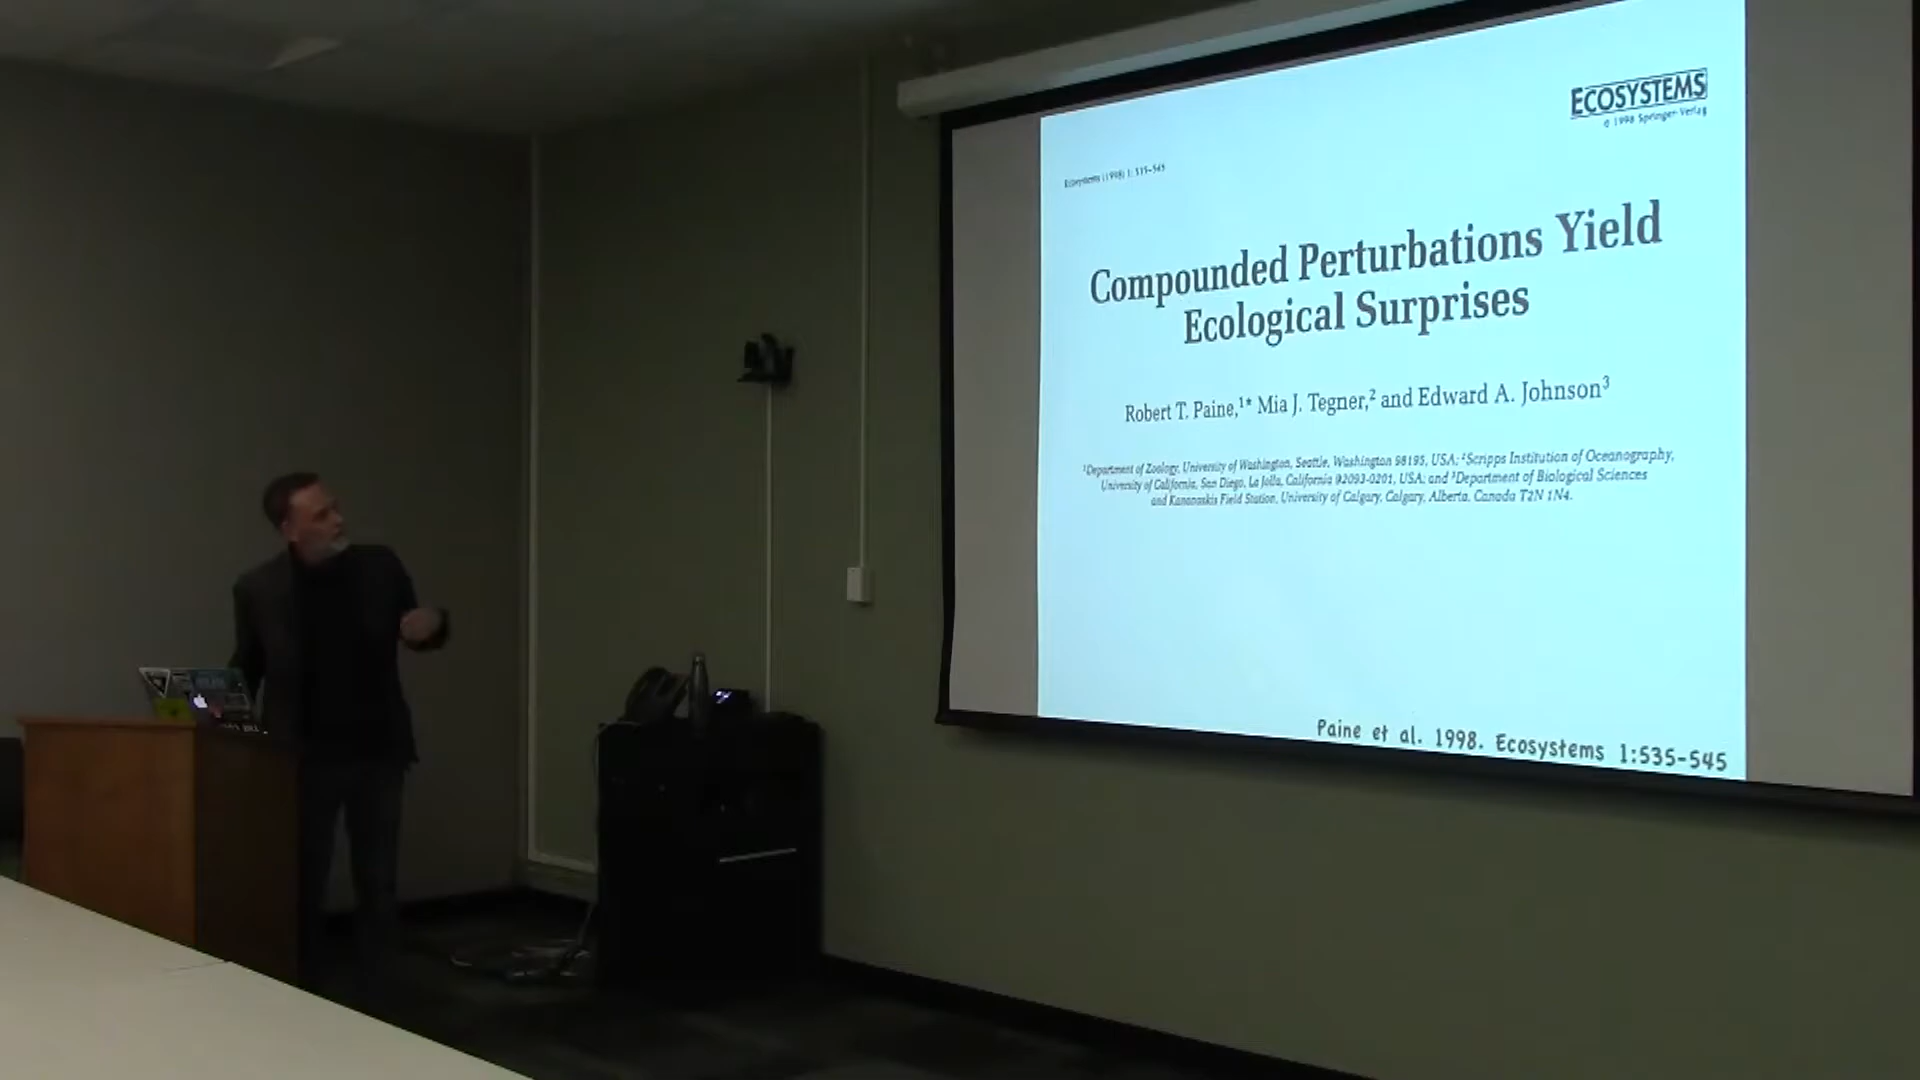 ECOSYSTEMS
© 1998 Springer-Verlag
Ecosystems (1998) 1: 535–545
Compounded Perturbations Yield
Ecological Surprises
Robert T. Paine,¹* Mia J. Tegner,² and Edward A. Johnson³
¹Department of Zoology, University of Washington, Seattle, Washington 98195, USA; ²Scripps Institution of Oceanography,
University of California, San Diego, La Jolla, California 92093-0201, USA; and ³Department of Biological Sciences
and Kananaskis Field Station, University of Calgary, Calgary, Alberta, Canada T2N 1N4.
Paine et al. 1998. Ecosystems 1:535-545